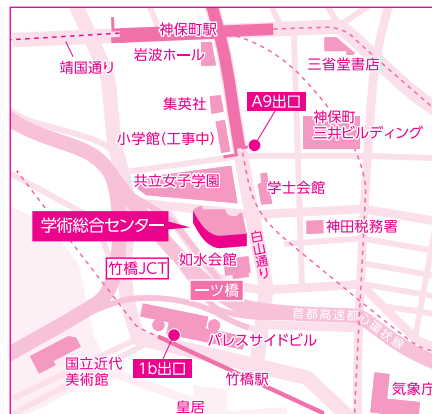 神保町駅
靖国通り
岩波ホール
三省堂書店
集英社
A9出口
小学館(工事中)
神保町
三井ビルディング
共立女子学園
学士会館
学術総合センター
白山通り
神田税務署
如水会館
竹橋JCT
一ツ橋
首都高速都心環状線
パレスサイドビル
国立近代
美術館
1b出口
竹橋駅
気象庁
皇居